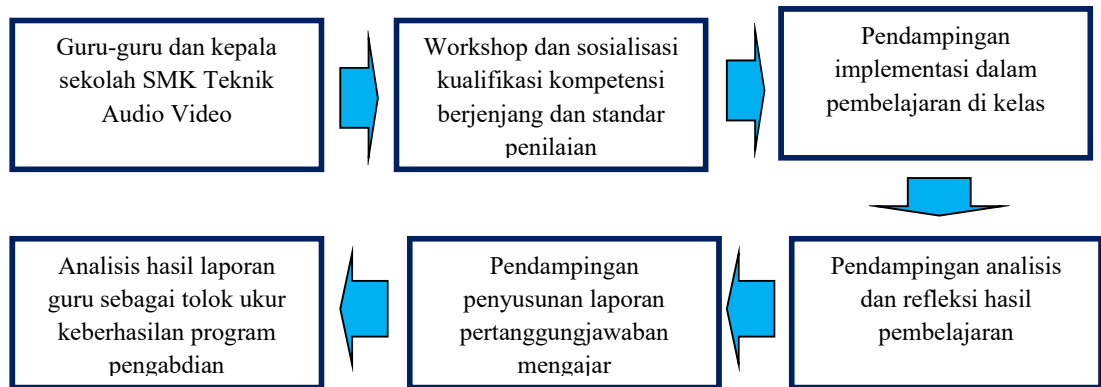 Guru-guru dan kepala
sekolah SMK Teknik
Audio Video
Workshop dan sosialisasi
kualifikasi kompetensi
berjenjang dan standar
penilaian
Pendampingan
implementasi dalam
pembelajaran di kelas
Pendampingan analisis
dan refleksi hasil
pembelajaran
Pendampingan
penyusunan laporan
pertanggungjawaban
mengajar
Analisis hasil laporan
guru sebagai tolok ukur
keberhasilan program
pengabdian